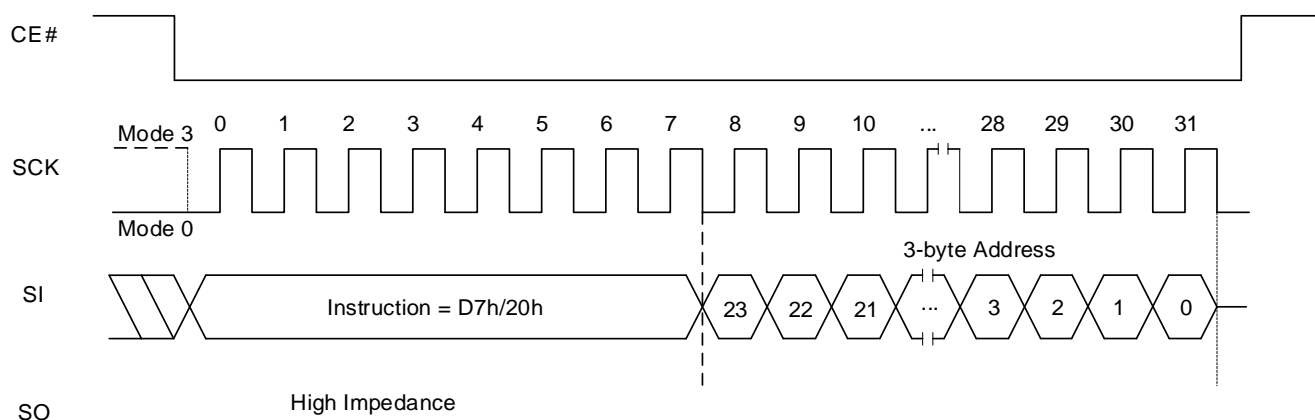 CE#
0 1 2 3 4 5 6 7 8 9 10 ... 28 29 30 31
Mode 3
SCK
Mode 0
3-byte Address
SI
Instruction = D7h/20h 23 22 21 ... 3 2 1 0
High Impedance
SO